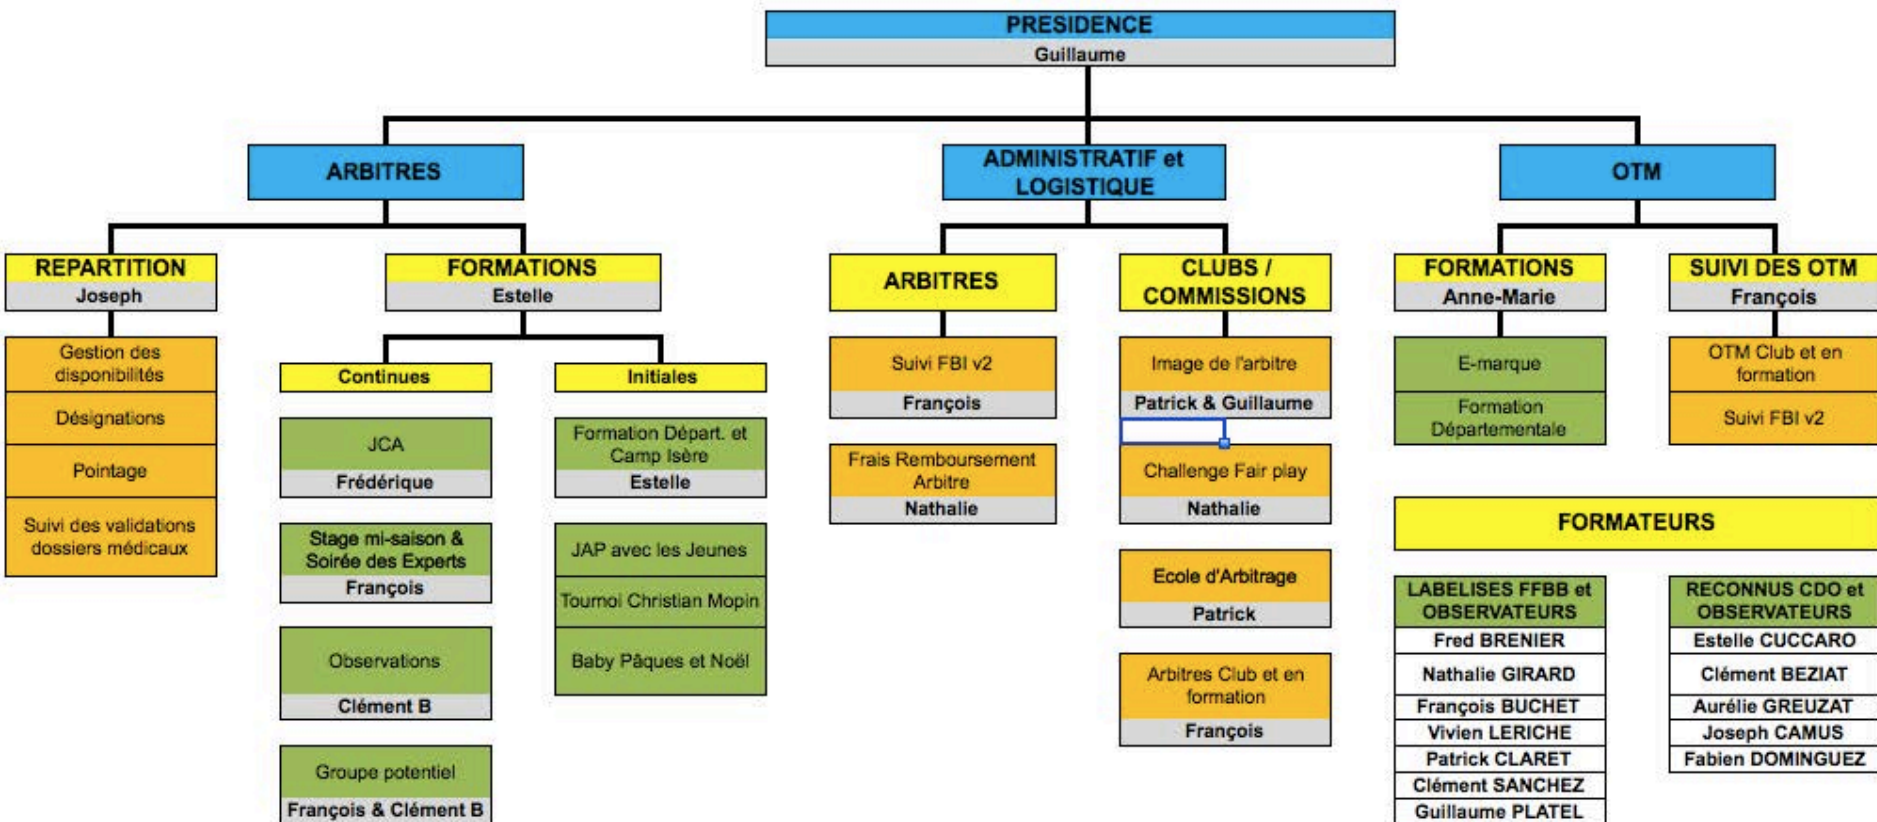 PRESIDENCE
Guillaume
ARBITRES
ADMINISTRATIF et
LOGISTIQUE
OTM
REPARTITION
Joseph
Gestion des
disponibilités
Désignations
Pointage
Suivi des validations
dossiers médicaux
FORMATIONS
Estelle
Continues
JCA
Frédérique
Stage mi-saison &
Soirée des Experts
François
Observations
Clément B
Groupe potentiel
François & Clément B
Initiales
Formation Départ. et
Camp Isère
Estelle
JAP avec les Jeunes
Tournoi Christian Mopin
Baby Pâques et Noël
ARBITRES
Suivi FBI v2
François
Frais Remboursement
Arbitre
Nathalie
CLUBS /
COMMISSIONS
Image de l'arbitre
Patrick & Guillaume
Challenge Fair play
Nathalie
Ecole d'Arbitrage
Patrick
Arbitres Club et en
formation
François
FORMATIONS
Anne-Marie
E-marque
Formation
Départementale
SUIVI DES OTM
François
OTM Club et en
formation
Suivi FBI v2
FORMATEURS
LABELISES FFBB et
OBSERVATEURS
Fred BRENIER
Nathalie GIRARD
François BUCHET
Vivien LERICHE
Patrick CLARET
Clément SANCHEZ
Guillaume PLATEL
RECONNUS CDO et
OBSERVATEURS
Estelle CUCCARO
Clément BEZIAT
Aurélie GREUZAT
Joseph CAMUS
Fabien DOMINGUEZ